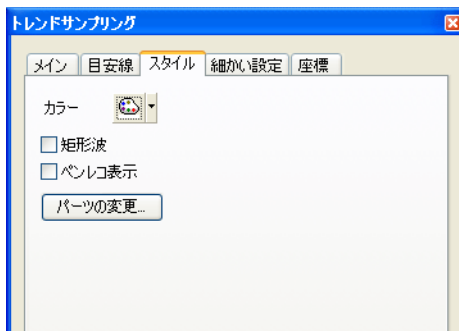 トレンドサンプリング
メイン 目安線 スタイル 細かい設定 座標
カラー
矩形波
ペンレコ表示
パーツの変更...